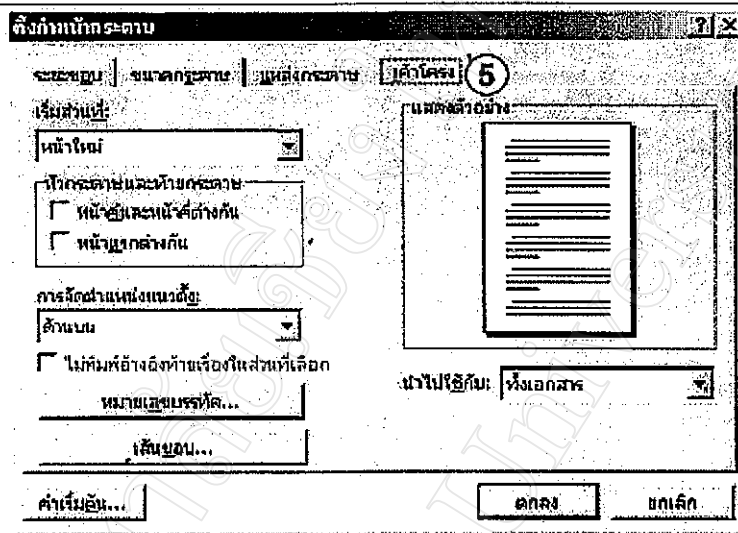 ตั้งค่าหน้ากระดาษ ? ×
ระยะขอบ ขนาดกระดาษ แหล่งกระดาษ เค้าโครง 5
เริ่มส่วนที่:
หน้าใหม่
หัวกระดาษและท้ายกระดาษ
หน้าคู่และหน้าคี่ต่างกัน
หน้าแรกต่างกัน
การจัดตำแหน่งแนวตั้ง:
ด้านบน
ไม่พิมพ์อ้างอิงท้ายเรื่องในส่วนที่เลือก
หมายเลขบรรทัด...
เส้นขอบ...
แสดงตัวอย่าง
นำไปใช้กับ: ทั้งเอกสาร
ค่าเริ่มต้น... ตกลง ยกเลิก